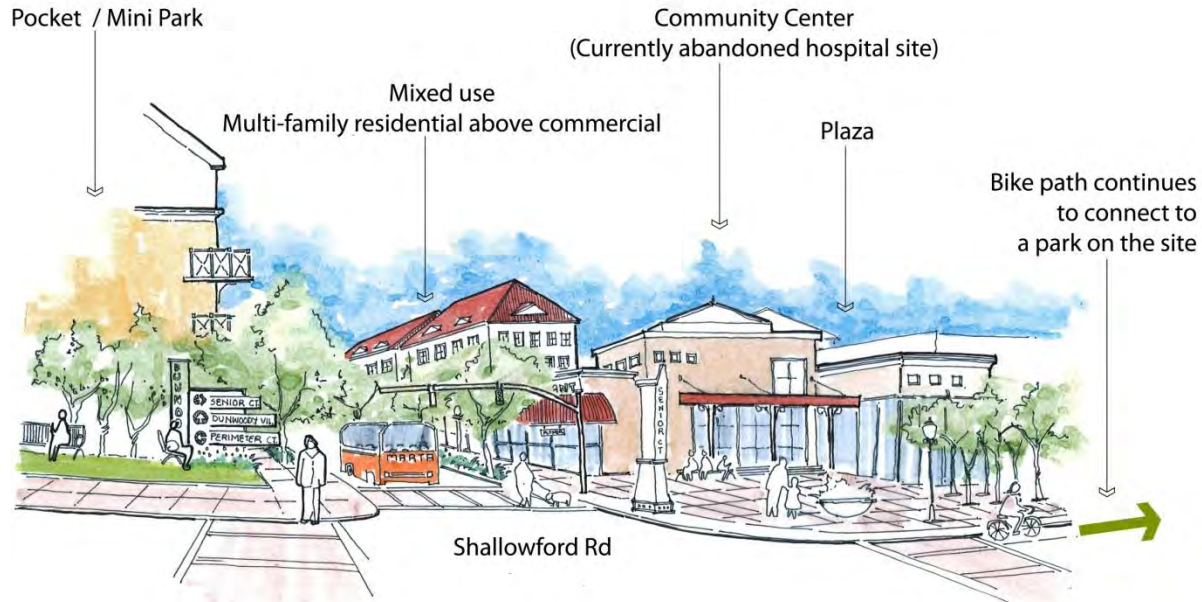 Pocket / Mini Park
Community Center
(Currently abandoned hospital site)
Mixed use
Multi-family residential above commercial
Plaza
Bike path continues
to connect to
a park on the site
SENIOR CT.
DUNWOODY VIL.
PERIMETER CT.
MARTA
SENIOR CT
Shallowford Rd